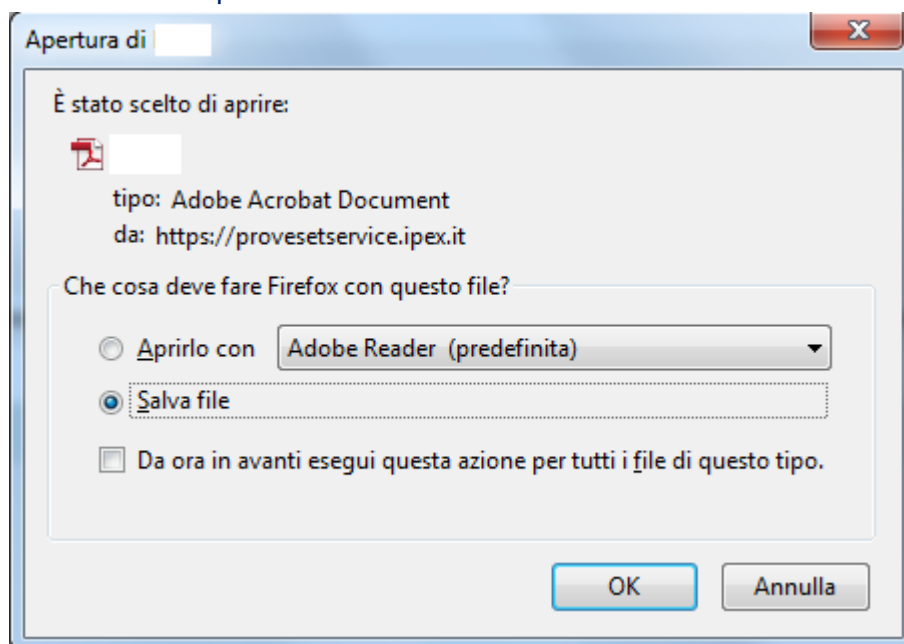 Apertura di
È stato scelto di aprire:
tipo: Adobe Acrobat Document
da: https://provesetservice.ipex.it
Che cosa deve fare Firefox con questo file?
Aprirlo con Adobe Reader (predefinita)
Salva file
Da ora in avanti esegui questa azione per tutti i file di questo tipo.
OK Annulla